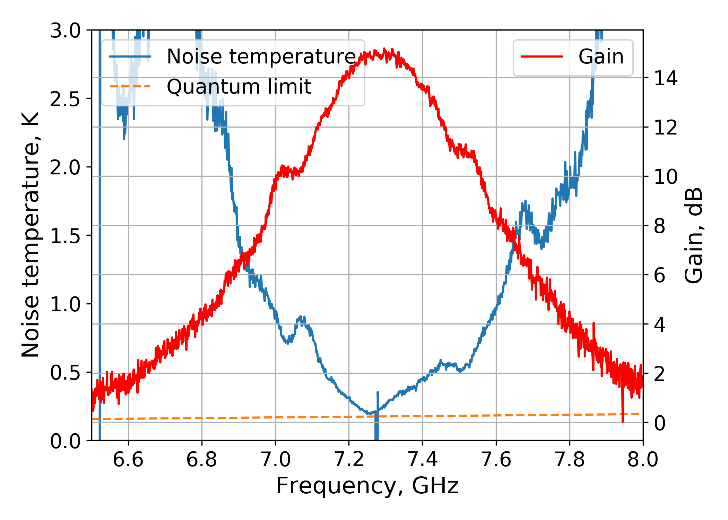 Noise temperature
Quantum limit
Gain
3.0
2.5
2.0
1.5
1.0
0.5
0.0
Noise temperature, K
14
12
10
8
6
4
2
0
Gain, dB
6.6 6.8 7.0 7.2 7.4 7.6 7.8 8.0
Frequency, GHz